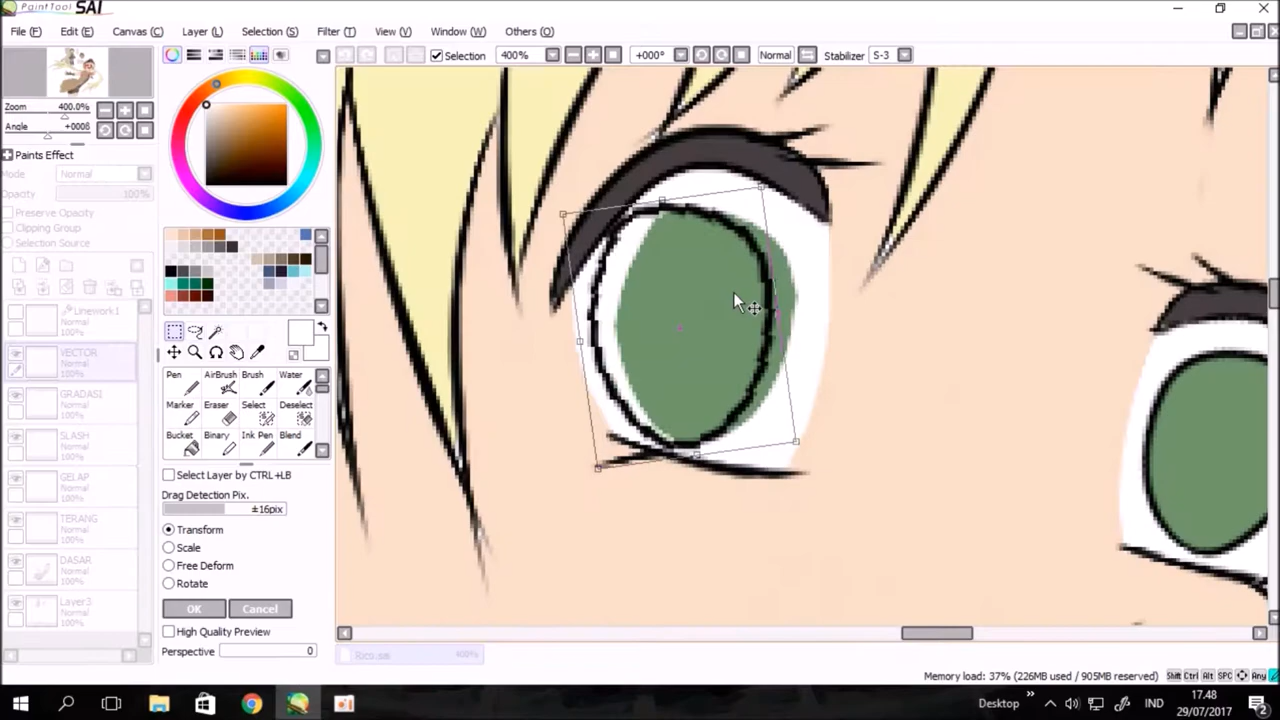 PaintTool SAI
File (F) Edit (E) Canvas (C) Layer (L) Selection (S) Filter (T) View (V) Window (W) Others (O)
Selection 400% +000° Normal Stabilizer S-3
Zoom 400.0%
Angle +0008
Paints Effect
Mode Normal
Opacity 100%
Preserve Opacity
Clipping Group
Selection Source
Linework1
Normal
100%
VECTOR
Normal
100%
GRADASI
Normal
100%
SLASH
Normal
100%
GELAP
Normal
100%
TERANG
Normal
100%
DASAR
Normal
100%
Layer3
Normal
100%
Pen AirBrush Brush Water
Marker Eraser Select Deselect
Bucket Binary Ink Pen Blend
Select Layer by CTRL+LB
Drag Detection Pix.
±16pix
Transform
Scale
Free Deform
Rotate
OK Cancel
High Quality Preview
Perspective 0
Rico.sai 400%
Memory load: 37% (226MB used / 905MB reserved) Shift Ctrl Alt SPC Any
Desktop » IND 17.48
29/07/2017
2